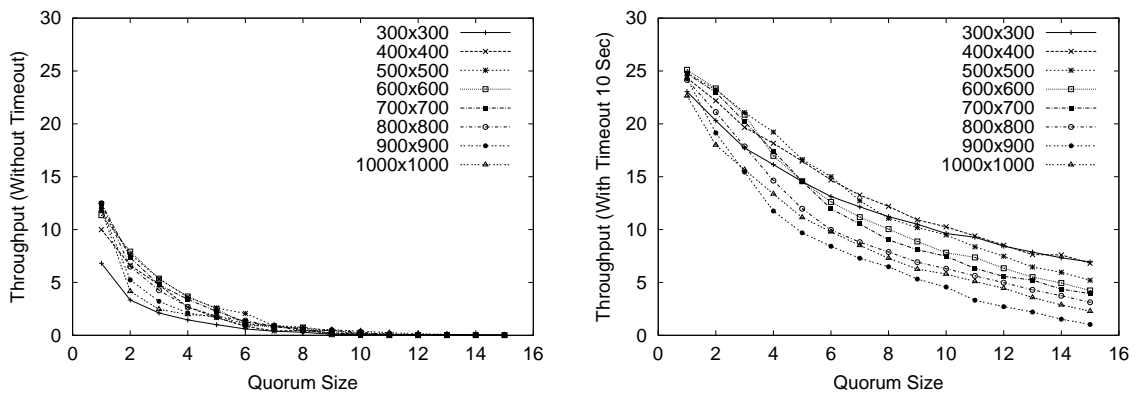 Throughput (Without Timeout)
30
25
20
15
10
5
0
0 2 4 6 8 10 12 14 16
Quorum Size
300x300
400x400
500x500
600x600
700x700
800x800
900x900
1000x1000
Throughput (With Timeout 10 Sec)
30
25
20
15
10
5
0
0 2 4 6 8 10 12 14 16
Quorum Size
300x300
400x400
500x500
600x600
700x700
800x800
900x900
1000x1000